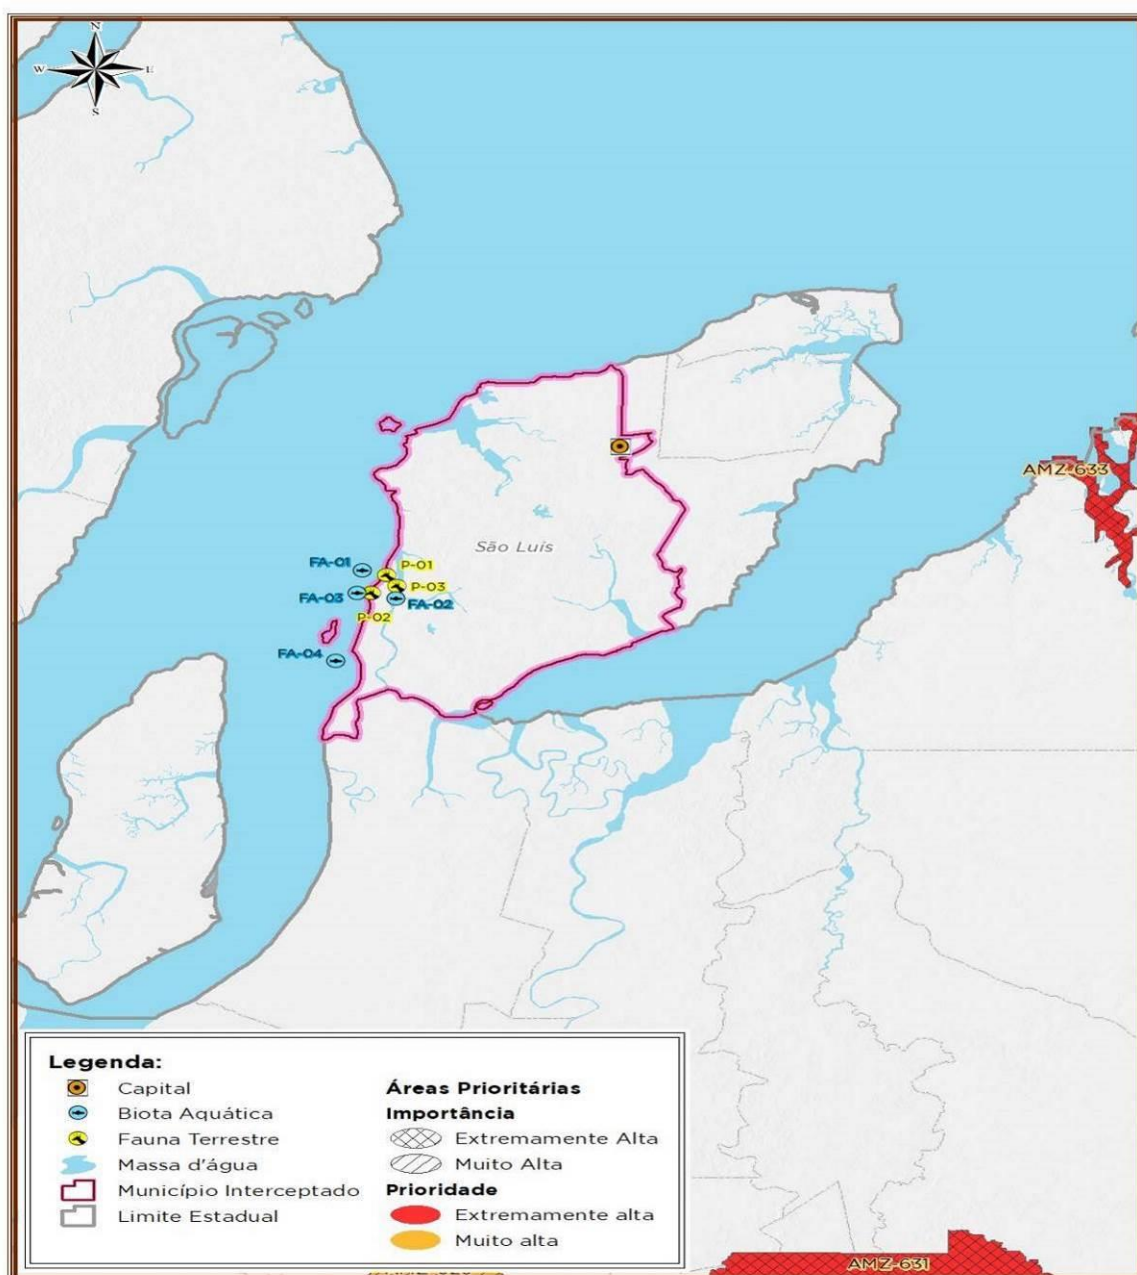 N
W
E
S
AMZ-633
São Luís
FA-01
P-01
P-03
FA-03
FA-02
P-02
FA-04
Legenda:
Capital
Biota Aquática
Fauna Terrestre
Massa d'água
Município Interceptado
Limite Estadual
Áreas Prioritárias
Importância
Extremamente Alta
Muito Alta
Prioridade
Extremamente alta
Muito alta
AMZ-631